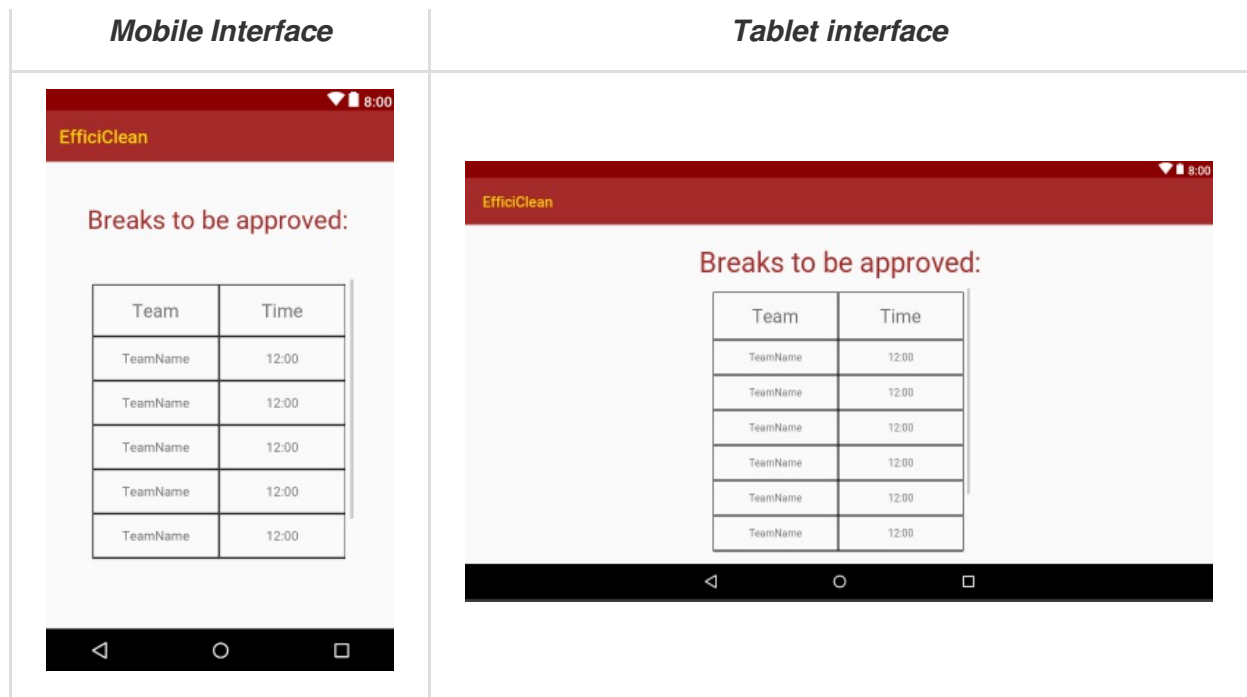 Mobile Interface
Tablet interface
8:00
EfficiClean
Breaks to be approved:
Team Time
TeamName 12:00
TeamName 12:00
TeamName 12:00
TeamName 12:00
TeamName 12:00
8:00
EfficiClean
Breaks to be approved:
Team Time
TeamName 12:00
TeamName 12:00
TeamName 12:00
TeamName 12:00
TeamName 12:00
TeamName 12:00